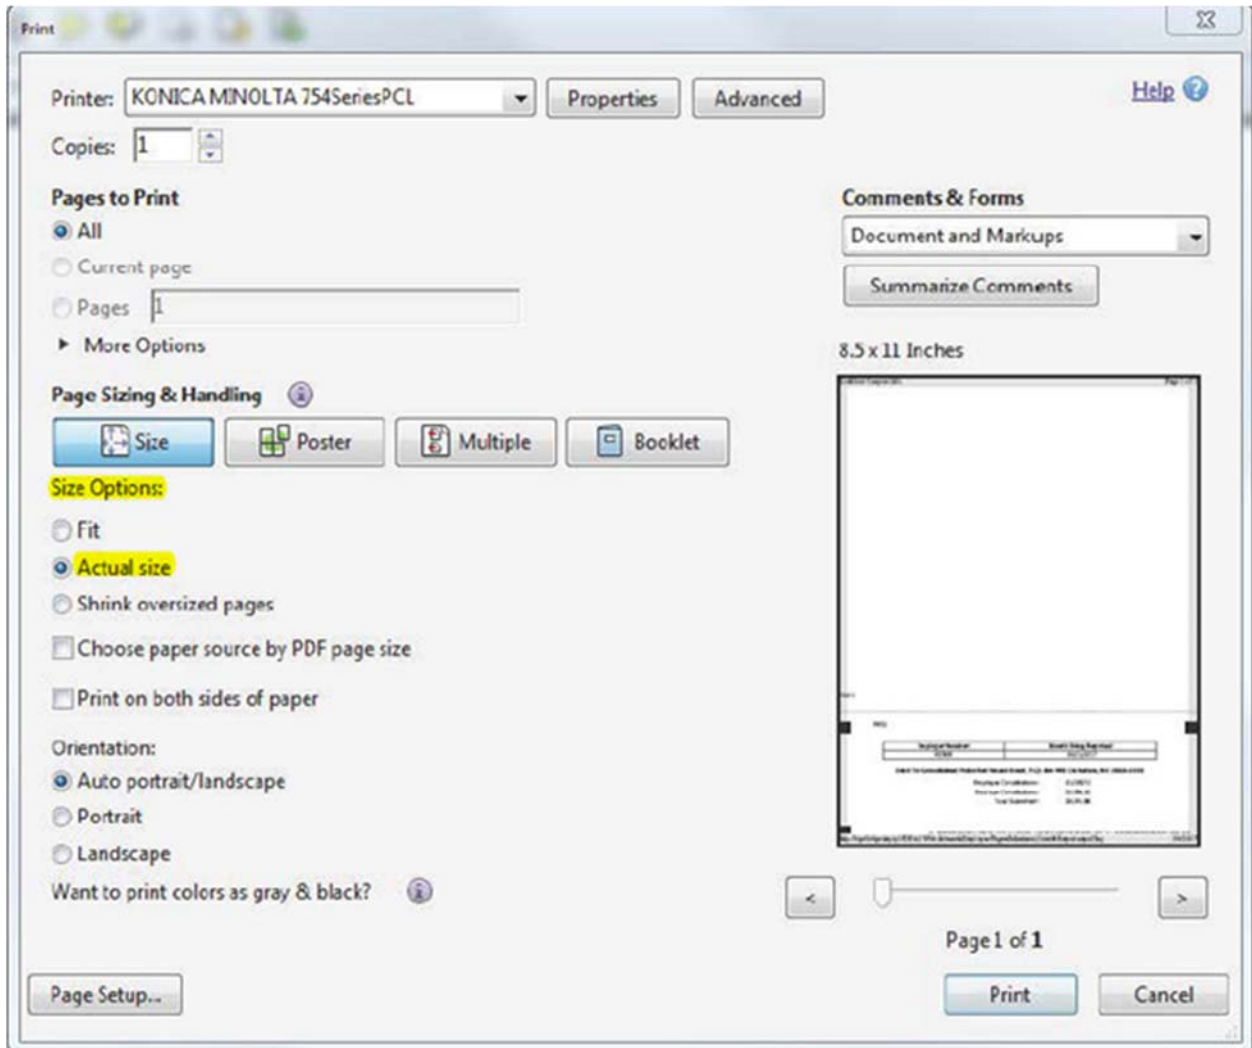 Print
Printer: KONICA MINOLTA 754SeriesPCL Properties Advanced Help
Copies: 1
Pages to Print
All
Current page
Pages 1
More Options
Comments & Forms
Document and Markups
Summarize Comments
8.5 x 11 Inches
Page Sizing & Handling
Size Poster Multiple Booklet
Size Options:
Fit
Actual size
Shrink oversized pages
Choose paper source by PDF page size
Print on both sides of paper
Orientation:
Auto portrait/landscape
Portrait
Landscape
Want to print colors as gray & black?
< >
Page 1 of 1
Page Setup... Print Cancel